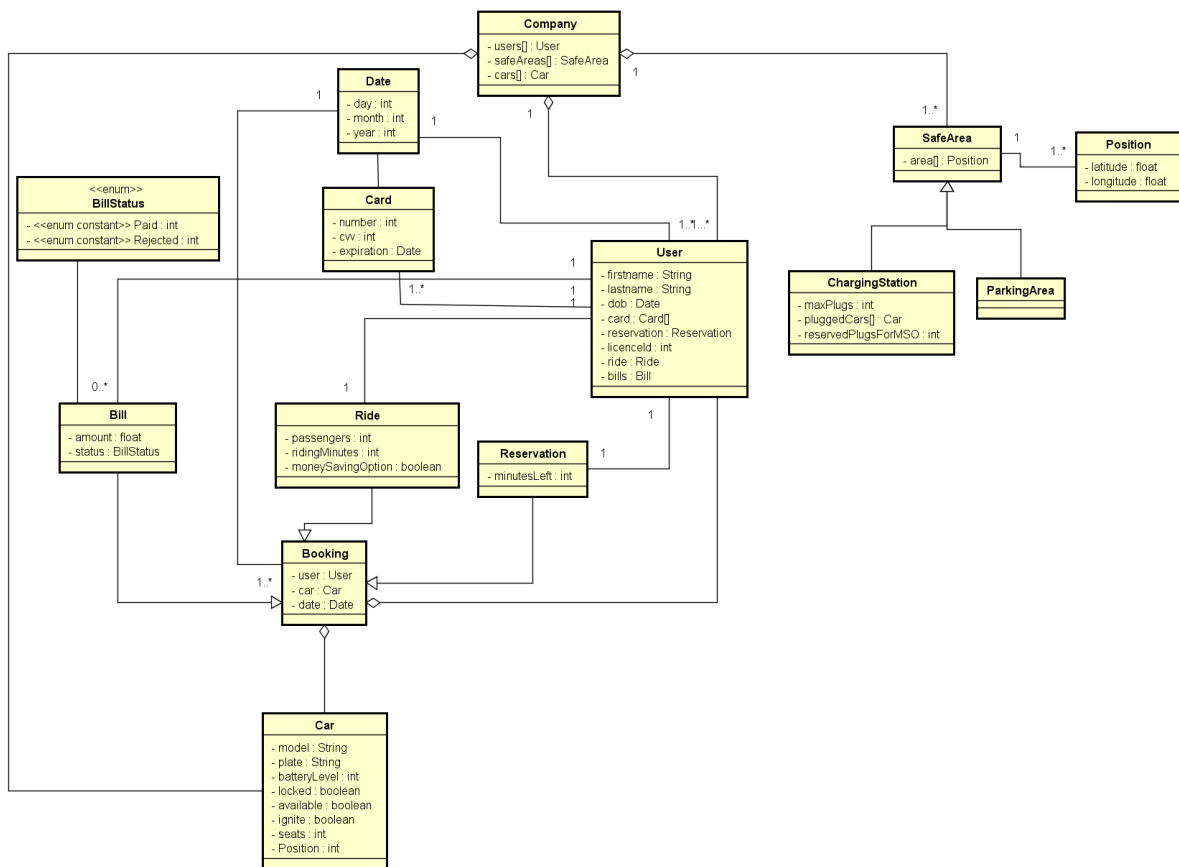 Company
- users[] : User
- safeAreas[] : SafeArea
- cars[] : Car
1
1
Date
- day : int
- month : int
- year : int
1
1
1..*
SafeArea
- area[] : Position
1
1..*
Position
- latitude : float
- longitude : float
<<enum>>
BillStatus
- <<enum constant>> Paid : int
- <<enum constant>> Rejected : int
Card
- number : int
- cvv : int
- expiration : Date
1..*
1..*
1...*
User
- firstname : String
- lastname : String
- dob : Date
- card : Card[]
- reservation : Reservation
- licenceId : int
- ride : Ride
- bills : Bill
1
1
1
ChargingStation
- maxPlugs : int
- pluggedCars[] : Car
- reservedPlugsForMSO : int
ParkingArea
0..*
1
1
Bill
- amount : float
- status : BillStatus
Ride
- passengers : int
- ridingMinutes : int
- moneySavingOption : boolean
Reservation
- minutesLeft : int
1
Booking
- user : User
- car : Car
- date : Date
1..*
Car
- model : String
- plate : String
- batteryLevel : int
- locked : boolean
- available : boolean
- ignite : boolean
- seats : int
- Position : int